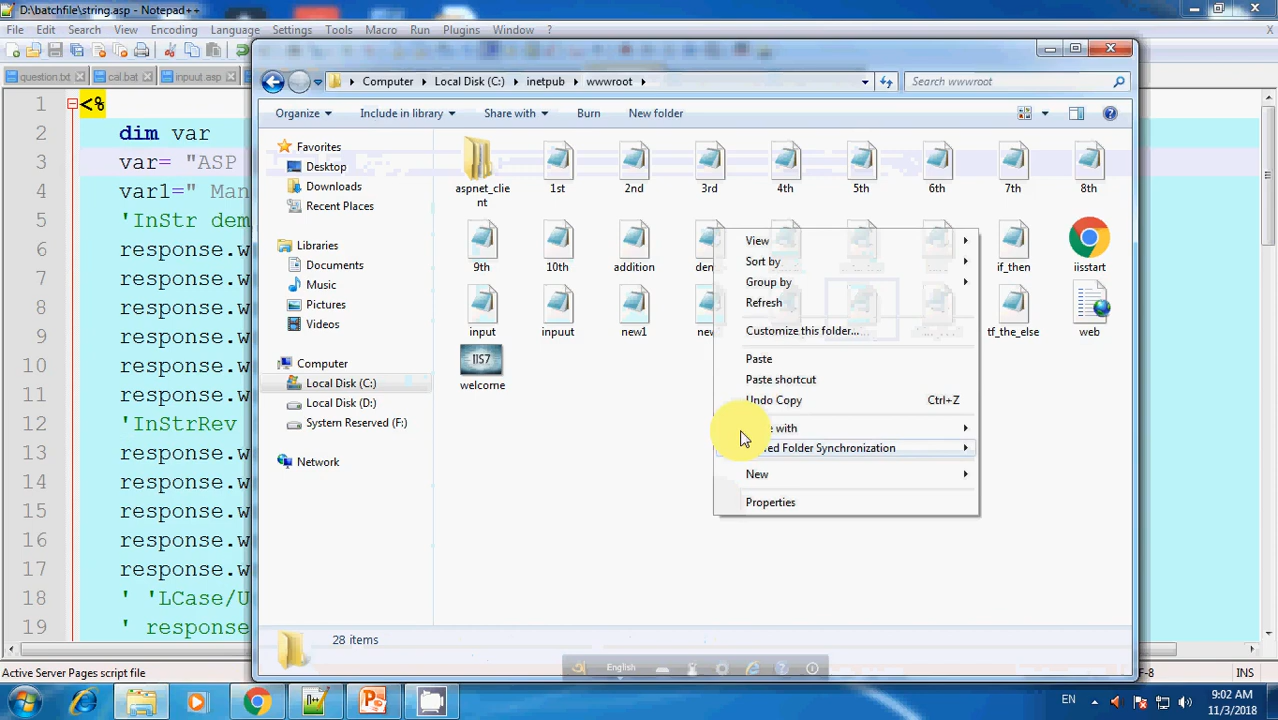 D:\batchfile\string.asp - Notepad++
File Edit Search View Encoding Language Settings Tools Macro Run Plugins Window ?
question.txt cal.bat input.asp
Computer Local Disk (C:) inetpub wwwroot
Search wwwroot
Organize Include in library Share with Burn New folder
Favorites
Desktop
Downloads
Recent Places
Libraries
Documents
Music
Pictures
Videos
Computer
Local Disk (C:)
Local Disk (D:)
System Reserved (F:)
Network
aspnet_clie
nt
1st 2nd 3rd 4th 5th 6th 7th 8th
9th 10th addition if_then iisstart
input inpuut new1 tf_the_else web
welcome
View
Sort by
Group by
Refresh
Customize this folder...
Paste
Paste shortcut
Undo Copy Ctrl+Z
with
Folder Synchronization
New
Properties
28 items
English
1 <%
2 dim var
3 var= "ASP
4 var1=" Man
5 'InStr dem
6 response.w
7 response.w
8 response.w
9 response.w
10 response.w
11 response.w
12 'InStrRev
13 response.w
14 response.w
15 response.w
16 response.w
17 response.w
18 ' 'LCase/U
19 ' response
Active Server Pages script file
INS
EN
9:02 AM
11/3/2018